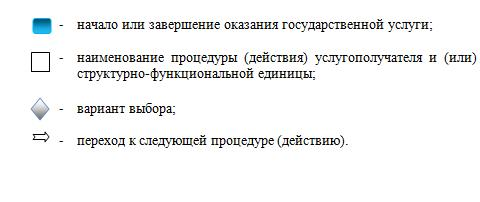 - начало или завершение оказания государственной услуги;
- наименование процедуры (действия) услугополучателя и (или)
структурно-функциональной единицы;
- вариант выбора;
- переход к следующей процедуре (действию).